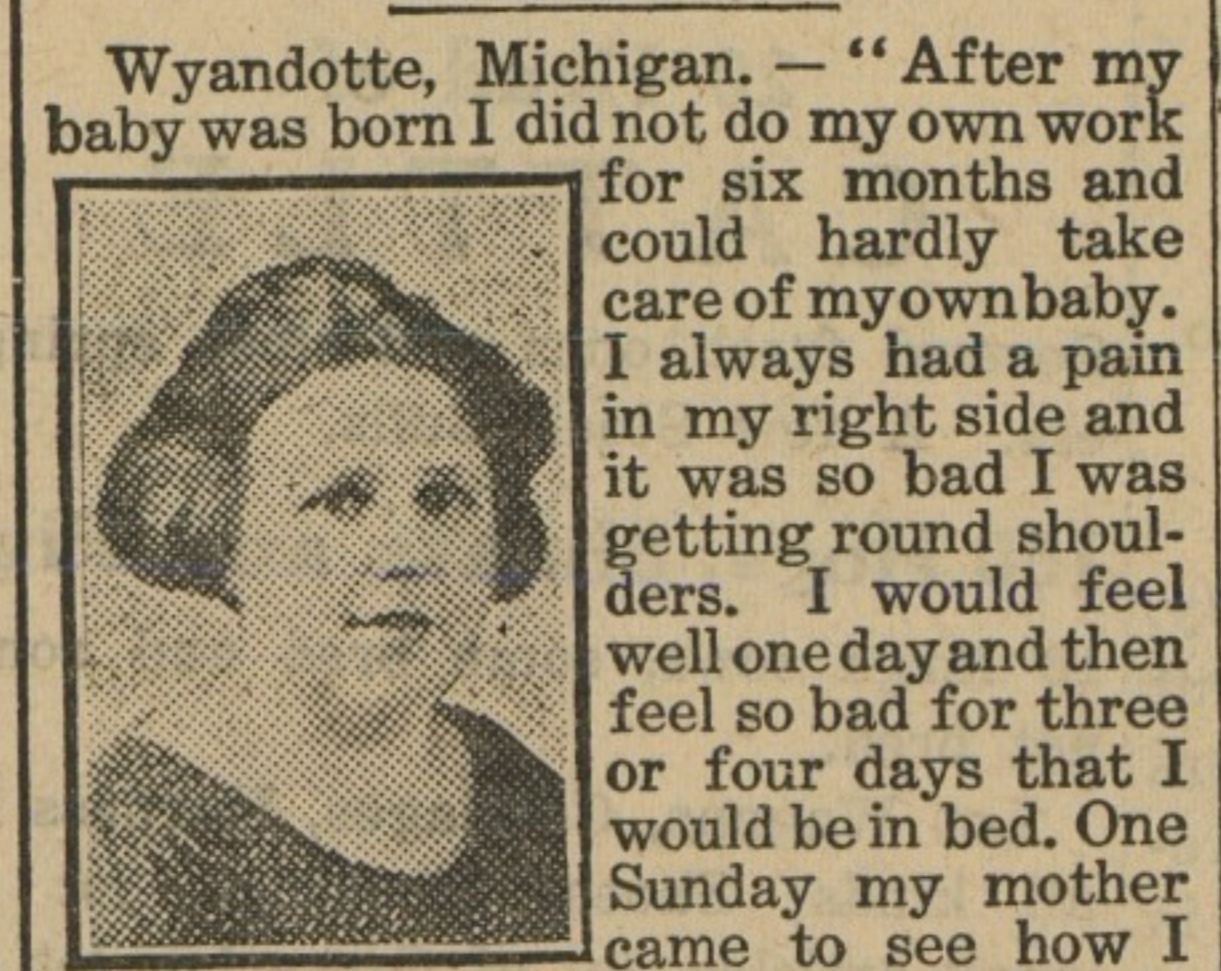 Wyandotte, Michigan. — “After my
baby was born I did not do my own work
for six months and
could hardly take
care of my own baby.
I always had a pain
in my right side and
it was so bad I was
getting round shoul-
ders. I would feel
well one day and then
feel so bad for three
or four days that I
would be in bed. One
Sunday my mother
came to see how I